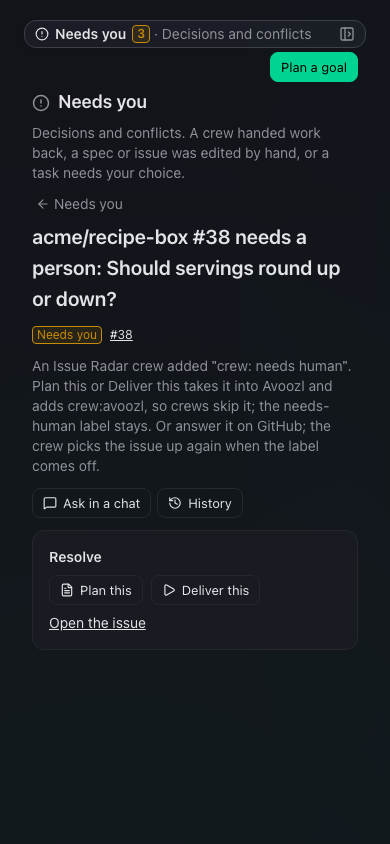 Needs you 3 · Decisions and conflicts
Plan a goal
Needs you
Decisions and conflicts. A crew handed work
back, a spec or issue was edited by hand, or a
task needs your choice.
← Needs you
acme/recipe-box #38 needs a
person: Should servings round up
or down?
Needs you #38
An Issue Radar crew added "crew: needs human".
Plan this or Deliver this takes it into Avoozl and
adds crew:avoozl, so crews skip it; the needs-
human label stays. Or answer it on GitHub; the
crew picks the issue up again when the label
comes off.
Ask in a chat History
Resolve
Plan this Deliver this
Open the issue